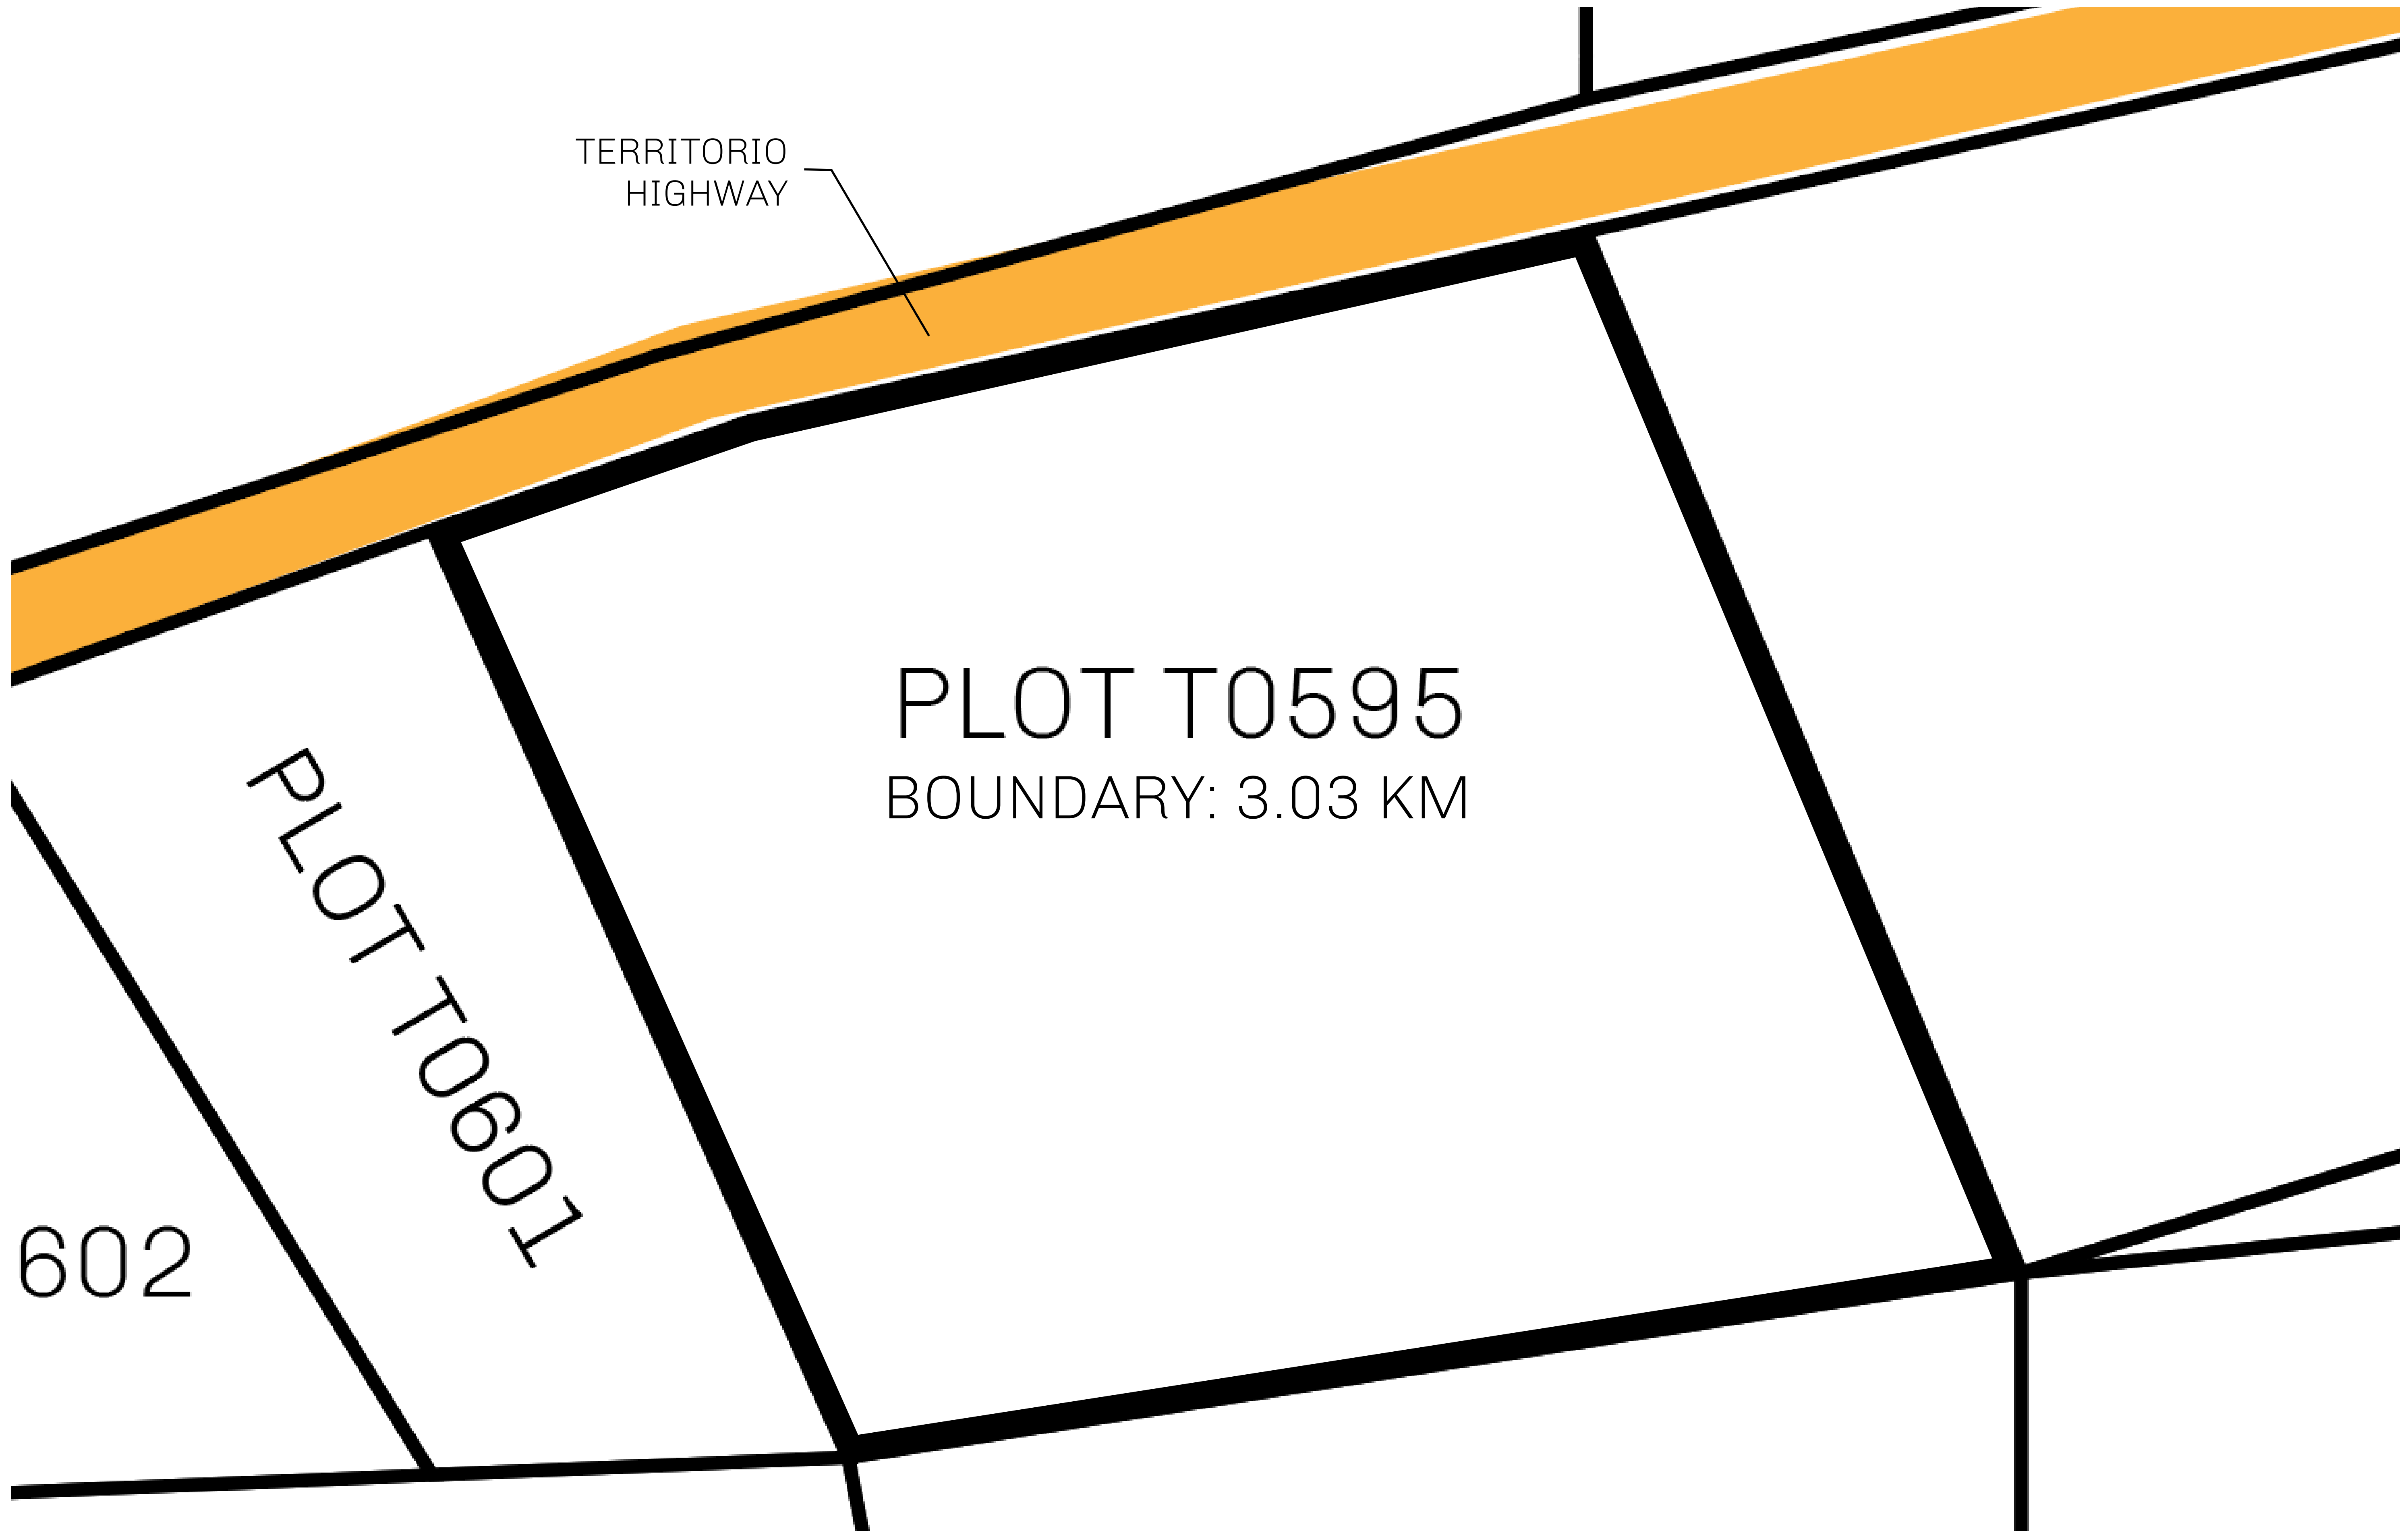 TERRITORIO
HIGHWAY
PLOT T0595
BOUNDARY: 3.03 KM
PLOT T0601
602